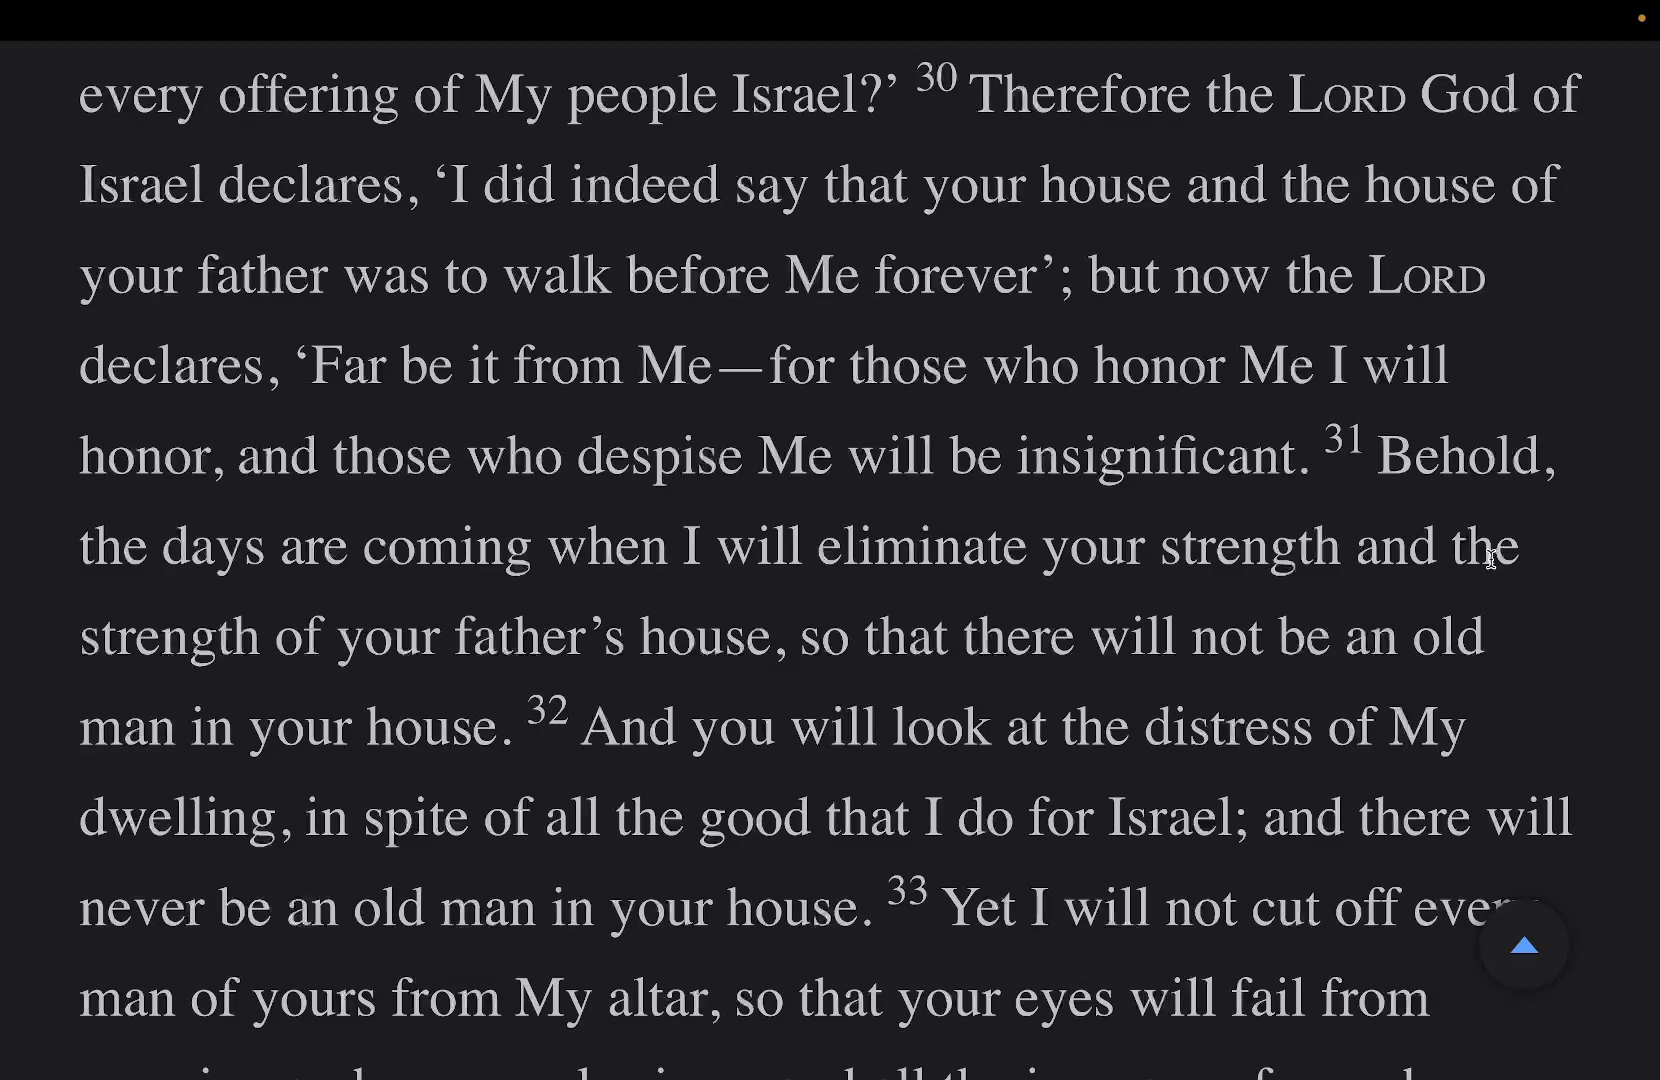 every offering of My people Israel?’ 30 Therefore the LORD God of
Israel declares, ‘I did indeed say that your house and the house of
your father was to walk before Me forever’; but now the LORD
declares, ‘Far be it from Me—for those who honor Me I will
honor, and those who despise Me will be insignificant. 31 Behold,
the days are coming when I will eliminate your strength and the
strength of your father’s house, so that there will not be an old
man in your house. 32 And you will look at the distress of My
dwelling, in spite of all the good that I do for Israel; and there will
never be an old man in your house. 33 Yet I will not cut off every
man of yours from My altar, so that your eyes will fail from